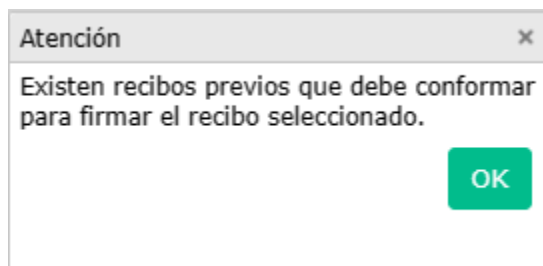 Atención ×
Existen recibos previos que debe conformar
para firmar el recibo seleccionado.
OK